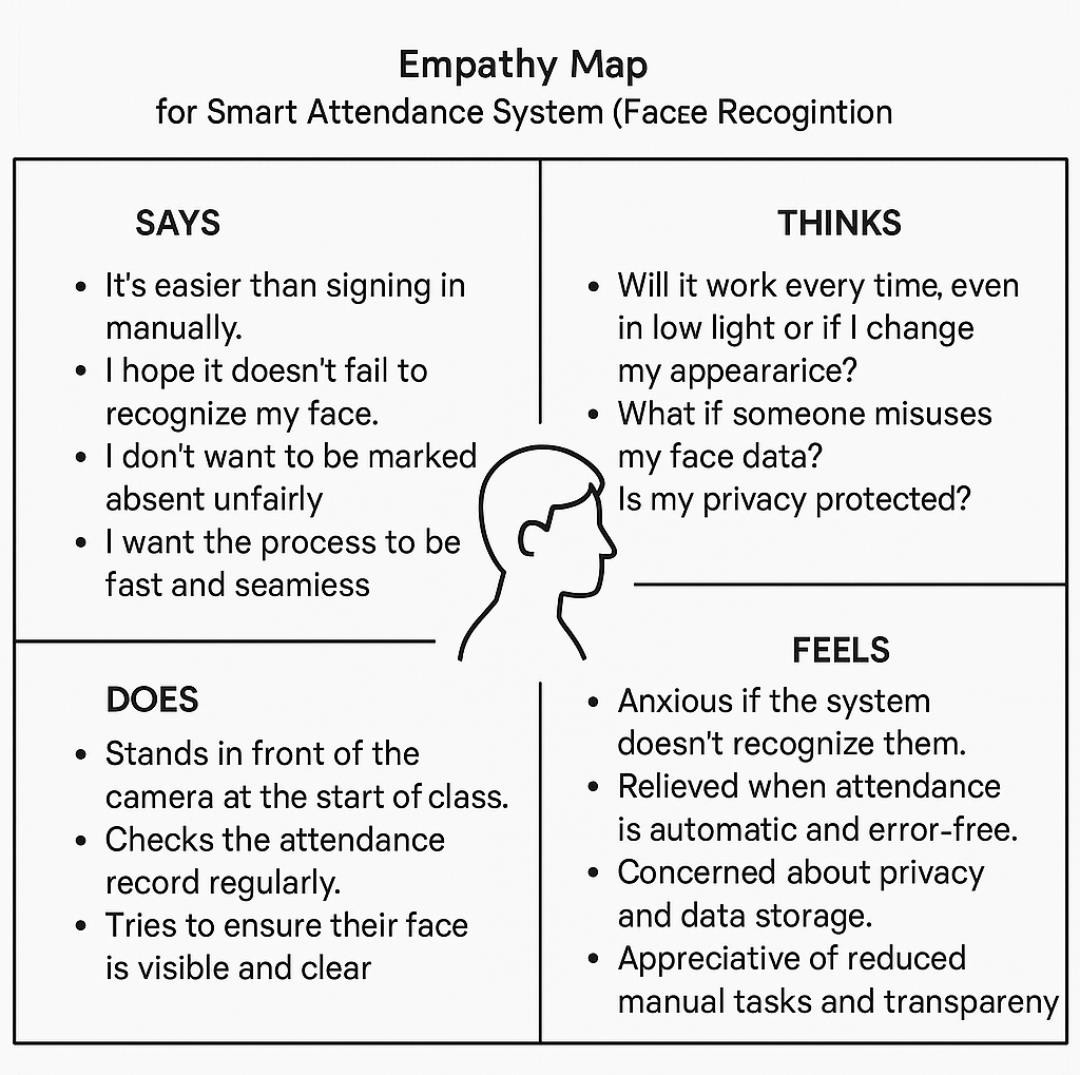 Empathy Map
for Smart Attendance System (FacEe Recogintion
SAYS
• It's easier than signing in
manually.
• I hope it doesn't fail to
recognize my face.
• I don't want to be marked
absent unfairly
• I want the process to be
fast and seamiess
THINKS
• Will it work every time, even
in low light or if I change
my appeararice?
• What if someone misuses
my face data?
Is my privacy protected?
DOES
• Stands in front of the
camera at the start of class.
• Checks the attendance
record regularly.
• Tries to ensure their face
is visible and clear
FEELS
• Anxious if the system
doesn't recognize them.
• Relieved when attendance
is automatic and error-free.
• Concerned about privacy
and data storage.
• Appreciative of reduced
manual tasks and transpareny